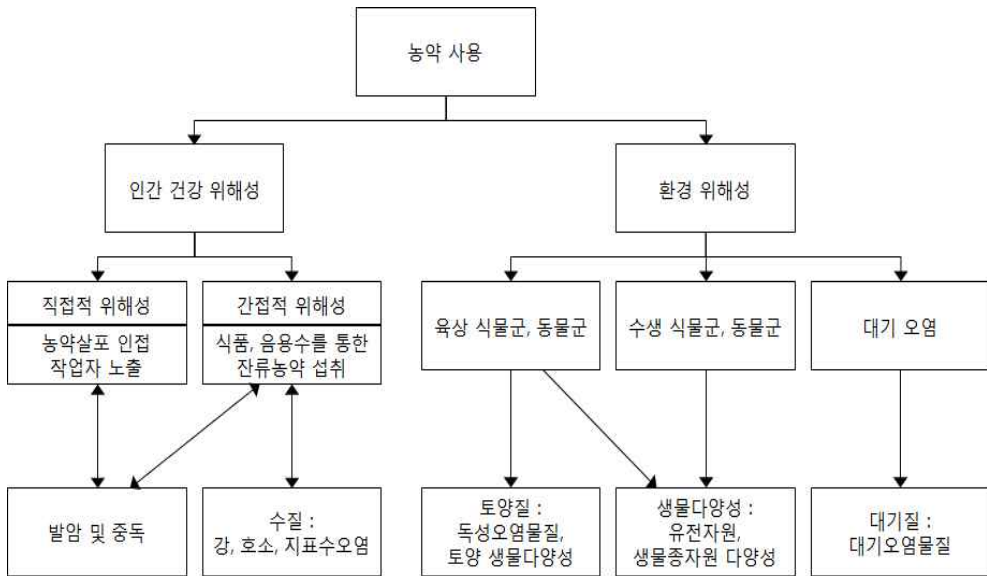 농약 사용
인간 건강 위해성
환경 위해성
직접적 위해성
농약살포 인접
작업자 노출
간접적 위해성
식품, 음용수를 통한
잔류농약 섭취
육상 식물군, 동물군
수생 식물군, 동물군
대기 오염
발암 및 중독
수질 :
강, 호소, 지표수오염
토양질 :
독성오염물질,
토양 생물다양성
생물다양성 :
유전자원,
생물종자원 다양성
대기질 :
대기오염물질